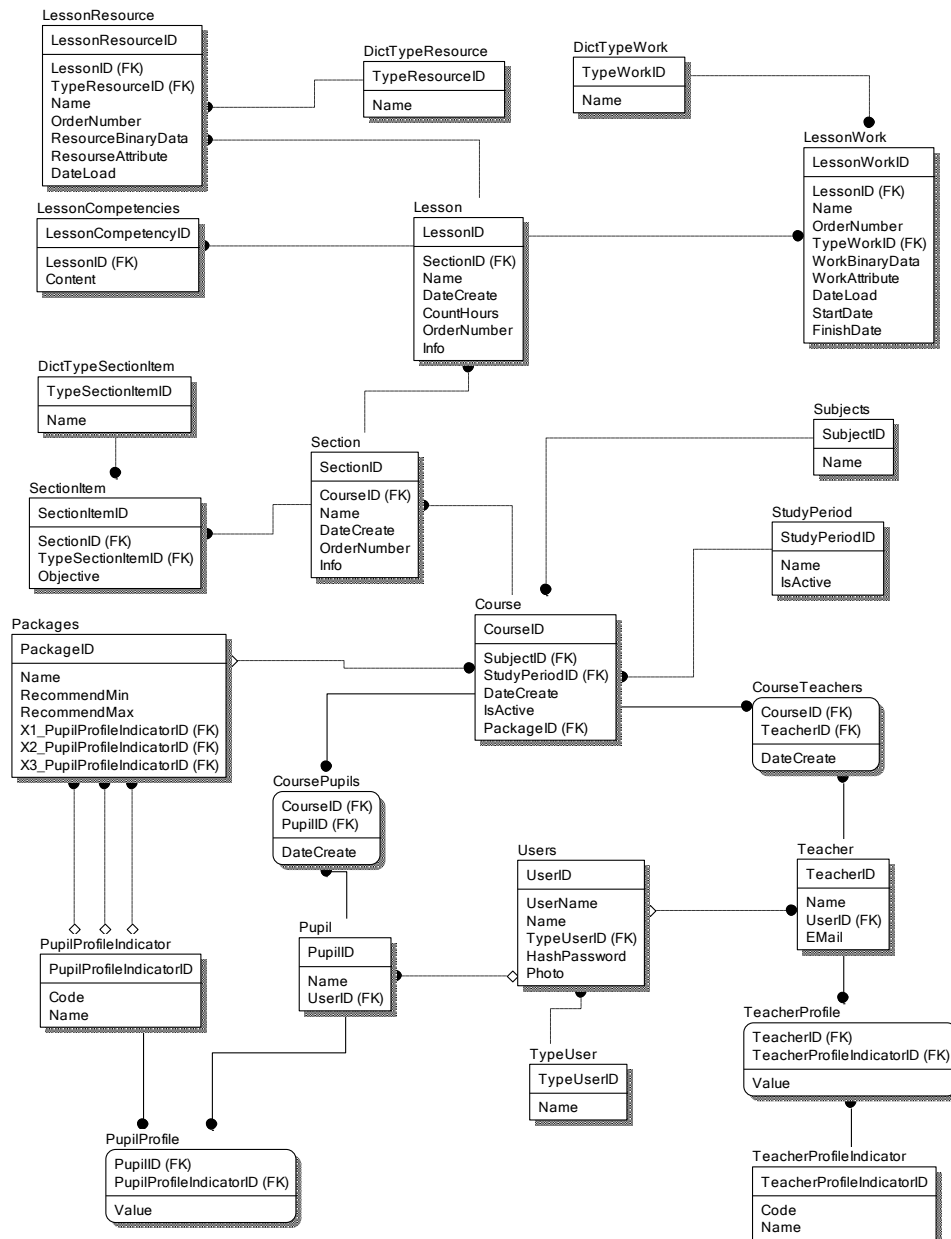 LessonResource
LessonResourceID
LessonID (FK)
TypeResourceID (FK)
Name
OrderNumber
ResourceBinaryData
ResourseAttribute
DateLoad
DictTypeResource
TypeResourceID
Name
DictTypeWork
TypeWorkID
Name
LessonWork
LessonWorkID
LessonID (FK)
Name
OrderNumber
TypeWorkID (FK)
WorkBinaryData
WorkAttribute
DateLoad
StartDate
FinishDate
LessonCompetencies
LessonCompetencyID
LessonID (FK)
Content
Lesson
LessonID
SectionID (FK)
Name
DateCreate
CountHours
OrderNumber
Info
DictTypeSectionItem
TypeSectionItemID
Name
Subjects
SubjectID
Name
Section
SectionID
CourseID (FK)
Name
DateCreate
OrderNumber
Info
SectionItem
SectionItemID
SectionID (FK)
TypeSectionItemID (FK)
Objective
StudyPeriod
StudyPeriodID
Name
IsActive
Course
CourseID
SubjectID (FK)
StudyPeriodID (FK)
DateCreate
IsActive
PackageID (FK)
Packages
PackageID
Name
RecommendMin
RecommendMax
X1_PupilProfileIndicatorID (FK)
X2_PupilProfileIndicatorID (FK)
X3_PupilProfileIndicatorID (FK)
CourseTeachers
CourseID (FK)
TeacherID (FK)
DateCreate
CoursePupils
CourseID (FK)
PupilID (FK)
DateCreate
Users
UserID
UserName
Name
TypeUserID (FK)
HashPassword
Photo
Teacher
TeacherID
Name
UserID (FK)
EMail
Pupil
PupilID
Name
UserID (FK)
PupilProfileIndicator
PupilProfileIndicatorID
Code
Name
TypeUser
TypeUserID
Name
TeacherProfile
TeacherID (FK)
TeacherProfileIndicatorID (FK)
Value
PupilProfile
PupilID (FK)
PupilProfileIndicatorID (FK)
Value
TeacherProfileIndicator
TeacherProfileIndicatorID
Code
Name